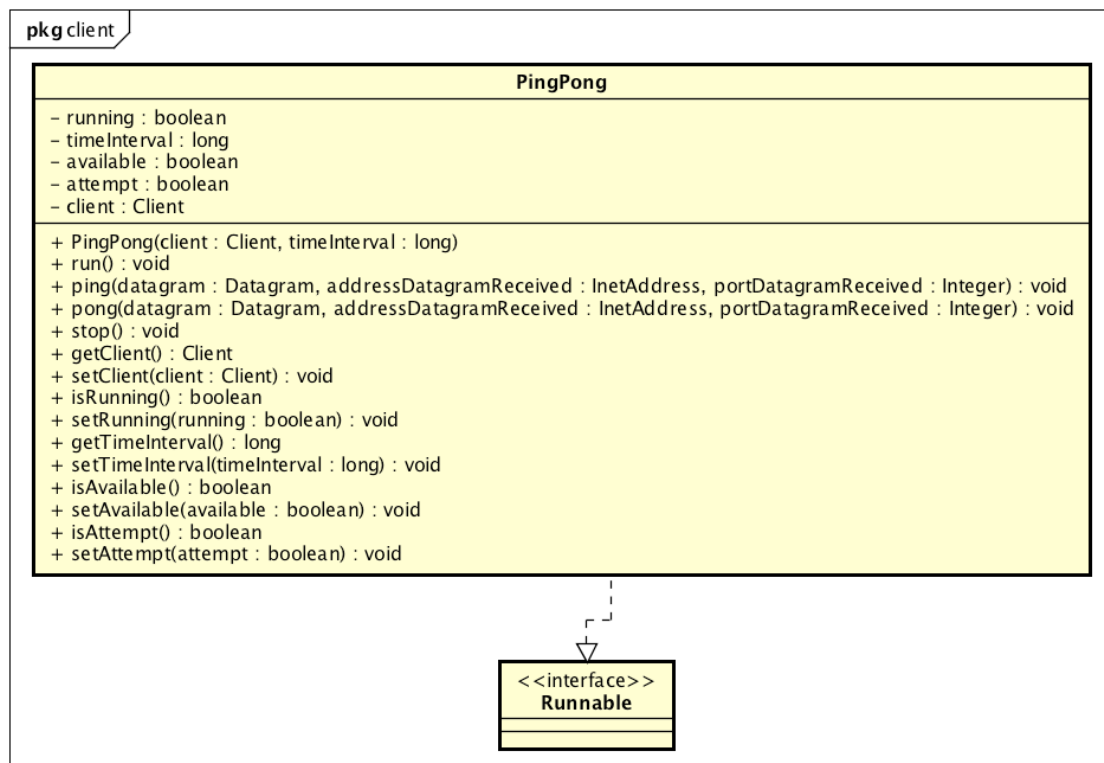 pkg client
PingPong
– running : boolean
– timeInterval : long
– available : boolean
– attempt : boolean
– client : Client
+ PingPong(client : Client, timeInterval : long)
+ run() : void
+ ping(datagram : Datagram, addressDatagramReceived : InetAddress, portDatagramReceived : Integer) : void
+ pong(datagram : Datagram, addressDatagramReceived : InetAddress, portDatagramReceived : Integer) : void
+ stop() : void
+ getClient() : Client
+ setClient(client : Client) : void
+ isRunning() : boolean
+ setRunning(running : boolean) : void
+ getTimeInterval() : long
+ setTimeInterval(timeInterval : long) : void
+ isAvailable() : boolean
+ setAvailable(available : boolean) : void
+ isAttempt() : boolean
+ setAttempt(attempt : boolean) : void
<<interface>>
Runnable